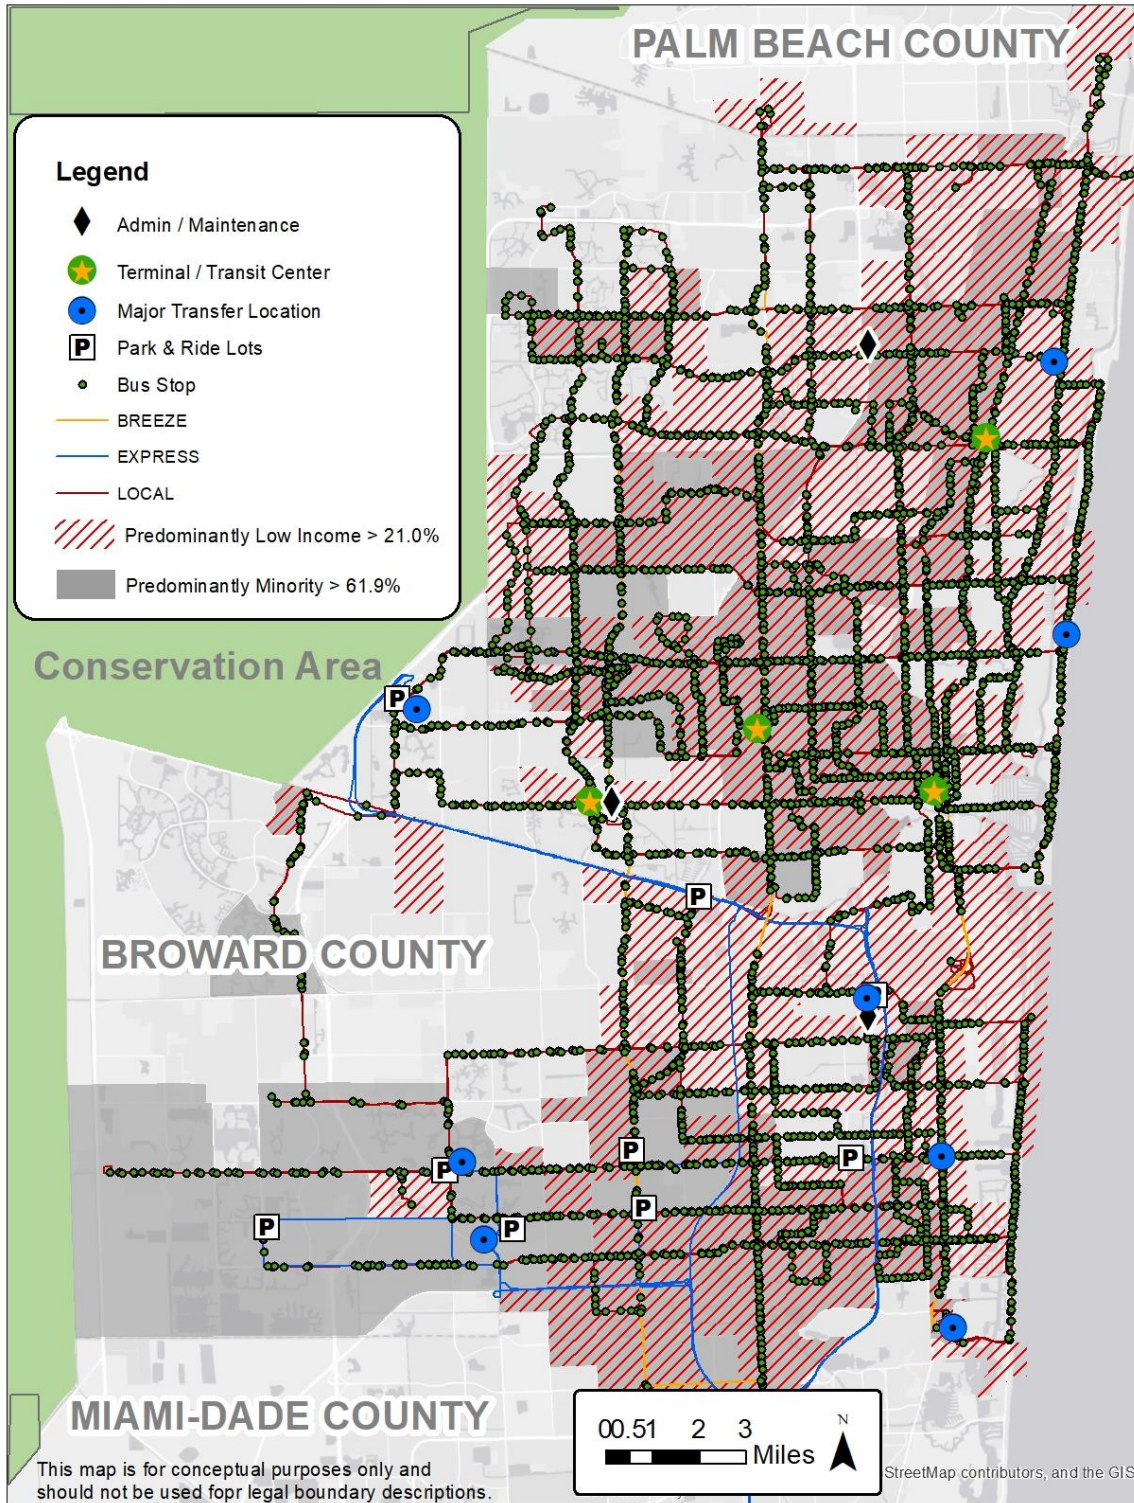 PALM BEACH COUNTY
Legend
Admin / Maintenance
Terminal / Transit Center
Major Transfer Location
P Park & Ride Lots
Bus Stop
BREEZE
EXPRESS
LOCAL
Predominantly Low Income > 21.0%
Predominantly Minority > 61.9%
Conservation Area
P
P
BROWARD COUNTY
P
P
P
P
P
P
MIAMI-DADE COUNTY
00.51 2 3
Miles
N
This map is for conceptual purposes only and
should not be used fopr legal boundary descriptions.
StreetMap contributors, and the GIS